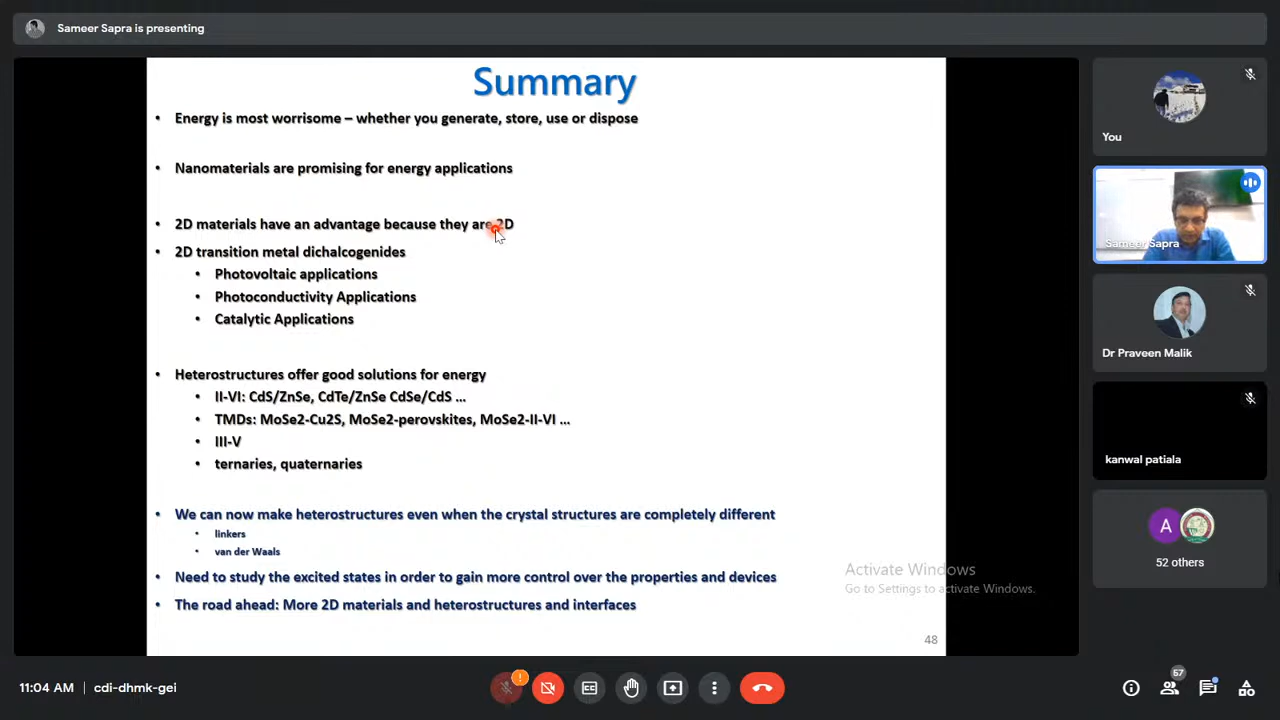 Sameer Sapra is presenting
Summary
• Energy is most worrisome – whether you generate, store, use or dispose
• Nanomaterials are promising for energy applications
• 2D materials have an advantage because they are 2D
• 2D transition metal dichalcogenides
• Photovoltaic applications
• Photoconductivity Applications
• Catalytic Applications
• Heterostructures offer good solutions for energy
• II-VI: CdS/ZnSe, CdTe/ZnSe CdSe/CdS ...
• TMDs: MoSe2-Cu2S, MoSe2-perovskites, MoSe2-II-VI ...
• III-V
• ternaries, quaternaries
• We can now make heterostructures even when the crystal structures are completely different
• linkers
• van der Waals
• Need to study the excited states in order to gain more control over the properties and devices
• The road ahead: More 2D materials and heterostructures and interfaces
Activate Windows
Go to Settings to activate Windows.
48
You
Sameer Sapra
Dr Praveen Malik
kanwal patiala
A
52 others
11:04 AM | cdi-dhmk-gei
!
CC
57